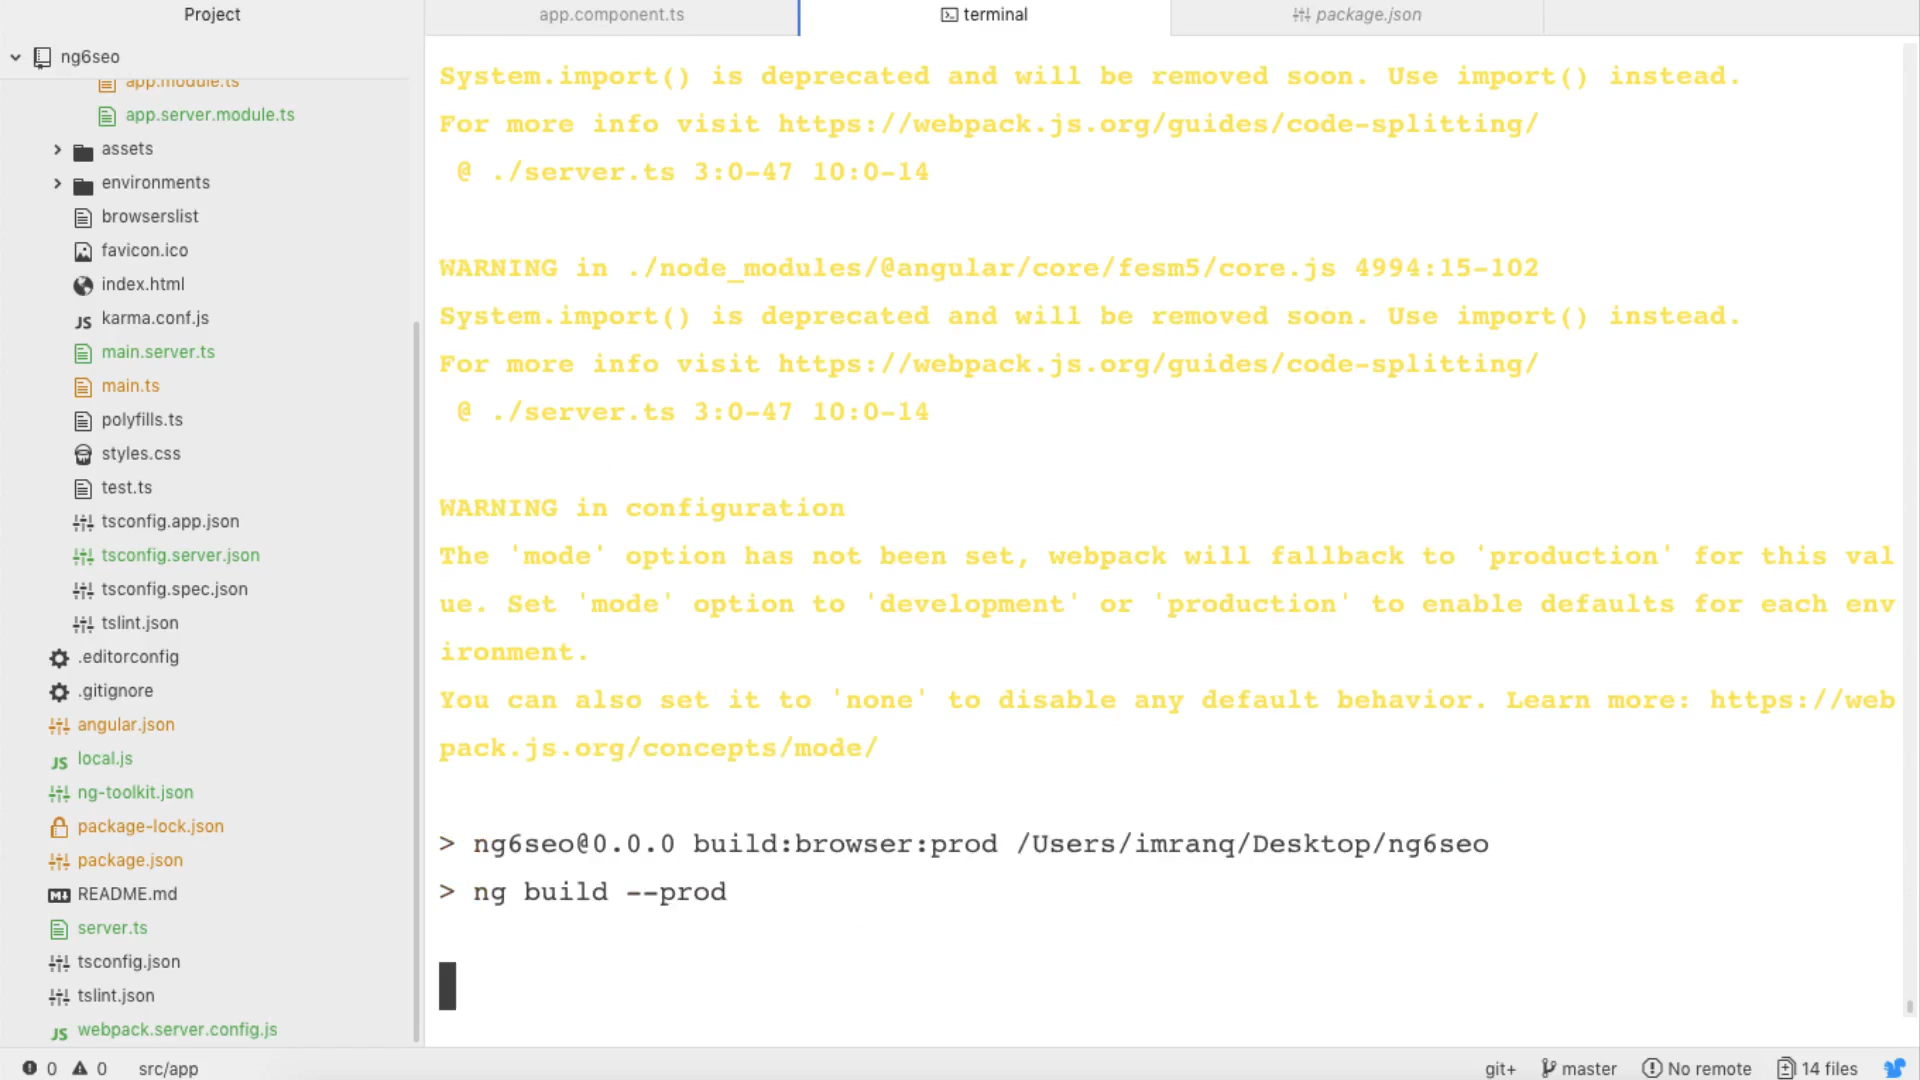 Project
app.component.ts
terminal
package.json
ng6seo
app.module.ts
app.server.module.ts
assets
environments
browserslist
favicon.ico
index.html
JS karma.conf.js
main.server.ts
main.ts
polyfills.ts
styles.css
test.ts
tsconfig.app.json
tsconfig.server.json
tsconfig.spec.json
tslint.json
.editorconfig
.gitignore
angular.json
JS local.js
ng-toolkit.json
package-lock.json
package.json
README.md
server.ts
tsconfig.json
tslint.json
JS webpack.server.config.js
System.import() is deprecated and will be removed soon. Use import() instead.
For more info visit https://webpack.js.org/guides/code-splitting/
@ ./server.ts 3:0-47 10:0-14
WARNING in ./node_modules/@angular/core/fesm5/core.js 4994:15-102
System.import() is deprecated and will be removed soon. Use import() instead.
For more info visit https://webpack.js.org/guides/code-splitting/
@ ./server.ts 3:0-47 10:0-14
WARNING in configuration
The 'mode' option has not been set, webpack will fallback to 'production' for this val
ue. Set 'mode' option to 'development' or 'production' to enable defaults for each env
ironment.
You can also set it to 'none' to disable any default behavior. Learn more: https://web
pack.js.org/concepts/mode/
> ng6seo@0.0.0 build:browser:prod /Users/imranq/Desktop/ng6seo
> ng build --prod
0 0 src/app
git+ master No remote 14 files